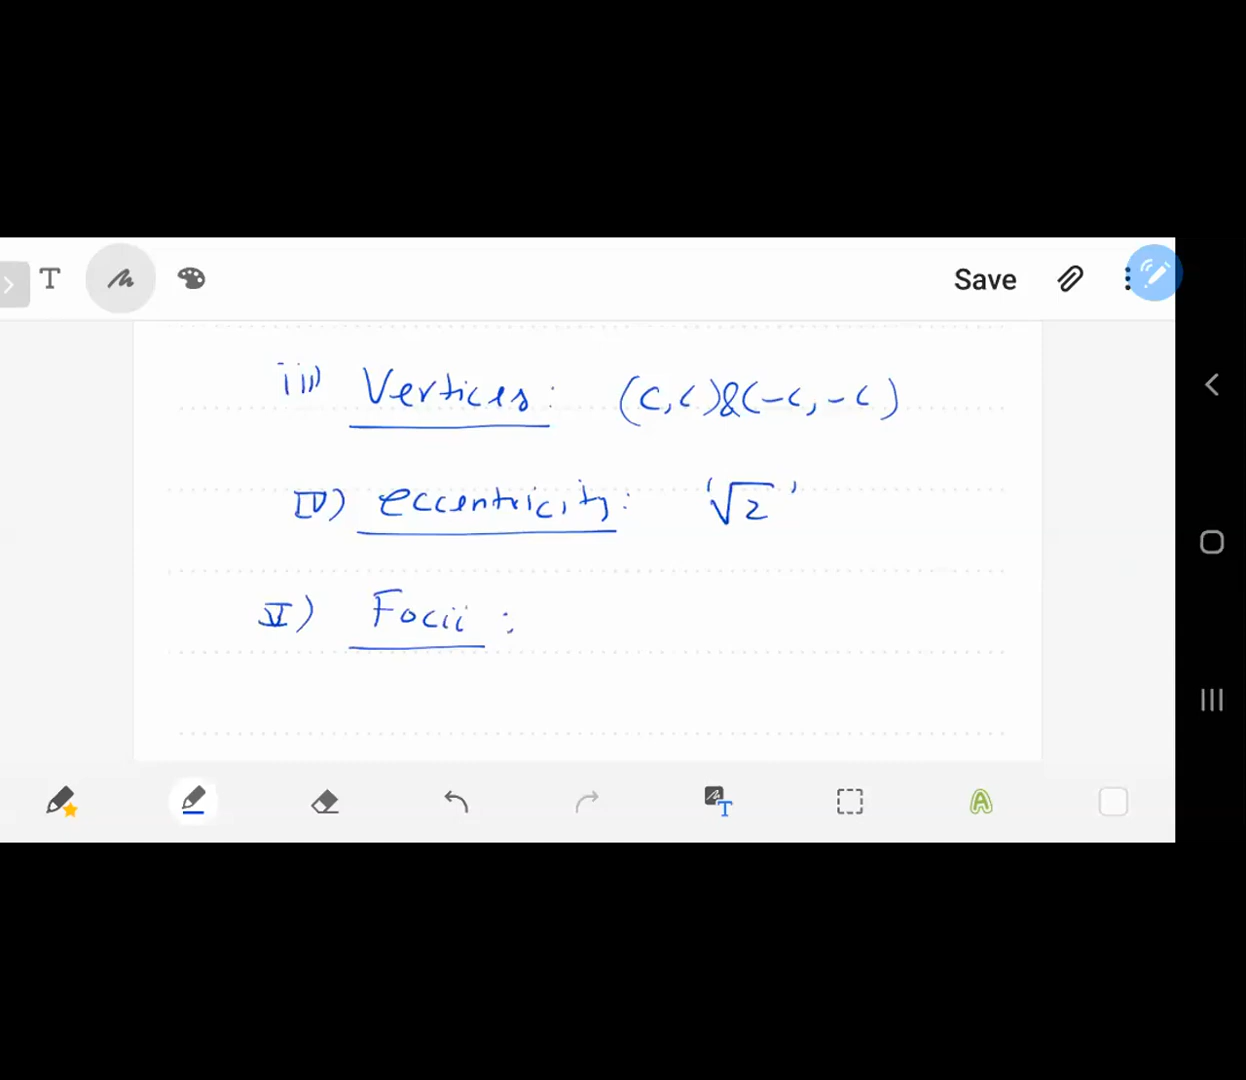 T Save
iii) Vertices: (c,c)&(-c,-c)
IV) eccentricity: '√2'
V) Focii:
T
A